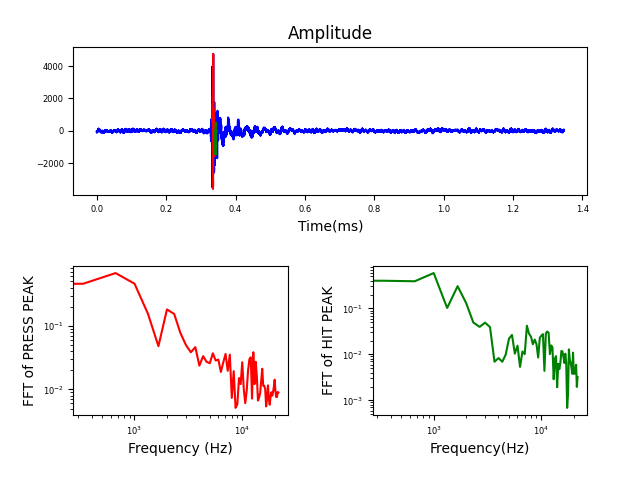 Amplitude
4000
2000
0
−2000
0.0 0.2 0.4 0.6 0.8 1.0 1.2 1.4
Time(ms)
FFT of PRESS PEAK
10⁻¹
10⁻²
10³ 10⁴
Frequency (Hz)
FFT of HIT PEAK
10⁻¹
10⁻²
10⁻³
10³ 10⁴
Frequency(Hz)